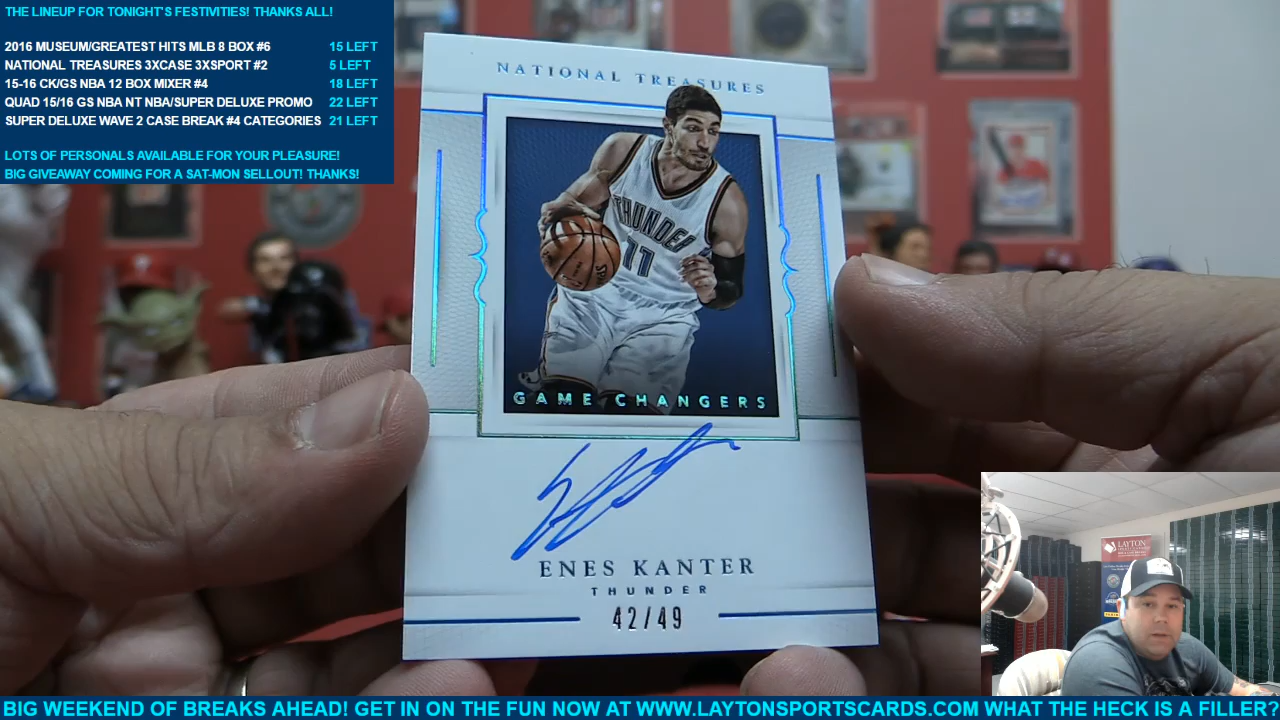 THE LINEUP FOR TONIGHT'S FESTIVITIES! THANKS ALL!
2016 MUSEUM/GREATEST HITS MLB 8 BOX #6 15 LEFT
NATIONAL TREASURES 3XCASE 3XSPORT #2 5 LEFT
15-16 CK/GS NBA 12 BOX MIXER #4 18 LEFT
QUAD 15/16 GS NBA NT NBA/SUPER DELUXE PROMO 22 LEFT
SUPER DELUXE WAVE 2 CASE BREAK #4 CATEGORIES 21 LEFT
LOTS OF PERSONALS AVAILABLE FOR YOUR PLEASURE!
BIG GIVEAWAY COMING FOR A SAT-MON SELLOUT! THANKS!
NATIONAL TREASURES
THUNDER
11
GAME CHANGERS
ENES KANTER
THUNDER
42/49
LAYTON
BIG WEEKEND OF BREAKS AHEAD! GET IN ON THE FUN NOW AT WWW.LAYTONSPORTSCARDS.COM WHAT THE HECK IS A FILLER?